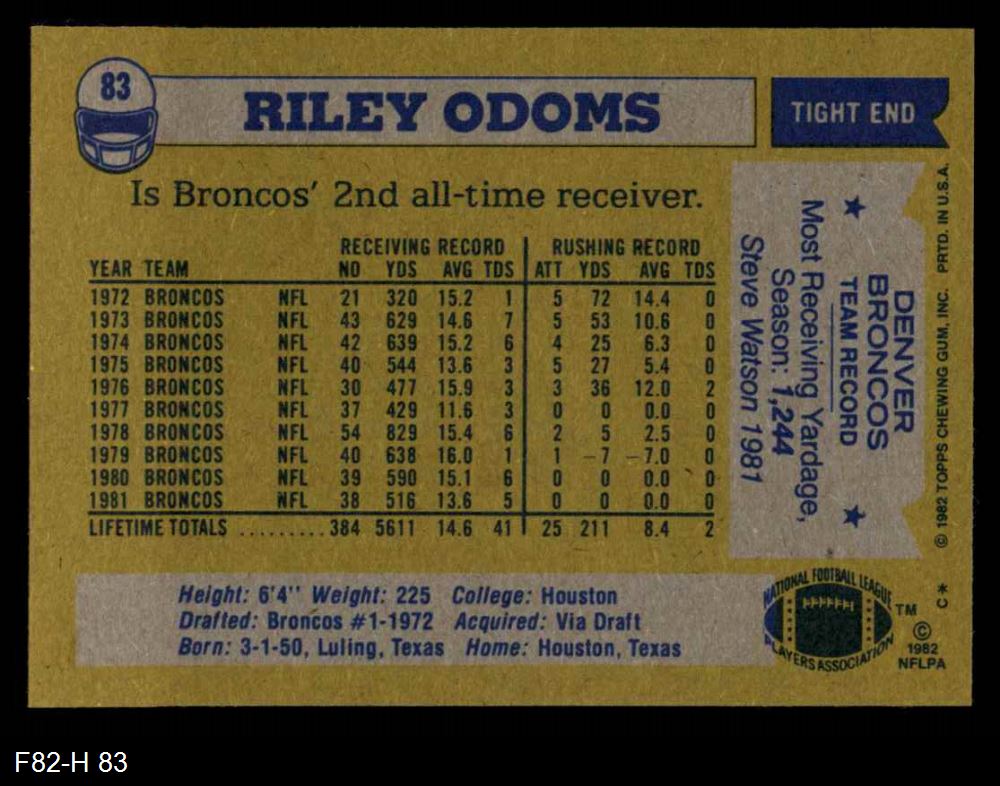 83
RILEY ODOMS
TIGHT END
Is Broncos' 2nd all-time receiver.
RECEIVING RECORD RUSHING RECORD
YEAR TEAM NO YDS AVG TDS ATT YDS AVG TDS
1972 BRONCOS NFL 21 320 15.2 1 5 72 14.4 0
1973 BRONCOS NFL 43 629 14.6 7 5 53 10.6 0
1974 BRONCOS NFL 42 639 15.2 6 4 25 6.3 0
1975 BRONCOS NFL 40 544 13.6 3 5 27 5.4 0
1976 BRONCOS NFL 30 477 15.9 3 3 36 12.0 2
1977 BRONCOS NFL 37 429 11.6 3 0 0 0.0 0
1978 BRONCOS NFL 54 829 15.4 6 2 5 2.5 0
1979 BRONCOS NFL 40 638 16.0 1 1 -7 -7.0 0
1980 BRONCOS NFL 39 590 15.1 6 0 0 0.0 0
1981 BRONCOS NFL 38 516 13.6 5 0 0 0.0 0
LIFETIME TOTALS ......... 384 5611 14.6 41 25 211 8.4 2
DENVER
BRONCOS
★ TEAM RECORD ★
Most Receiving Yardage,
Season: 1,244
Steve Watson 1981
© 1982 TOPPS CHEWING GUM, INC. PRTD. IN U.S.A.
Height: 6'4" Weight: 225 College: Houston
Drafted: Broncos #1-1972 Acquired: Via Draft
Born: 3-1-50, Luling, Texas Home: Houston, Texas
NATIONAL FOOTBALL LEAGUE
NFLPA
PLAYERS ASSOCIATION
TM
C*
©
1982
NFLPA
F82-H 83